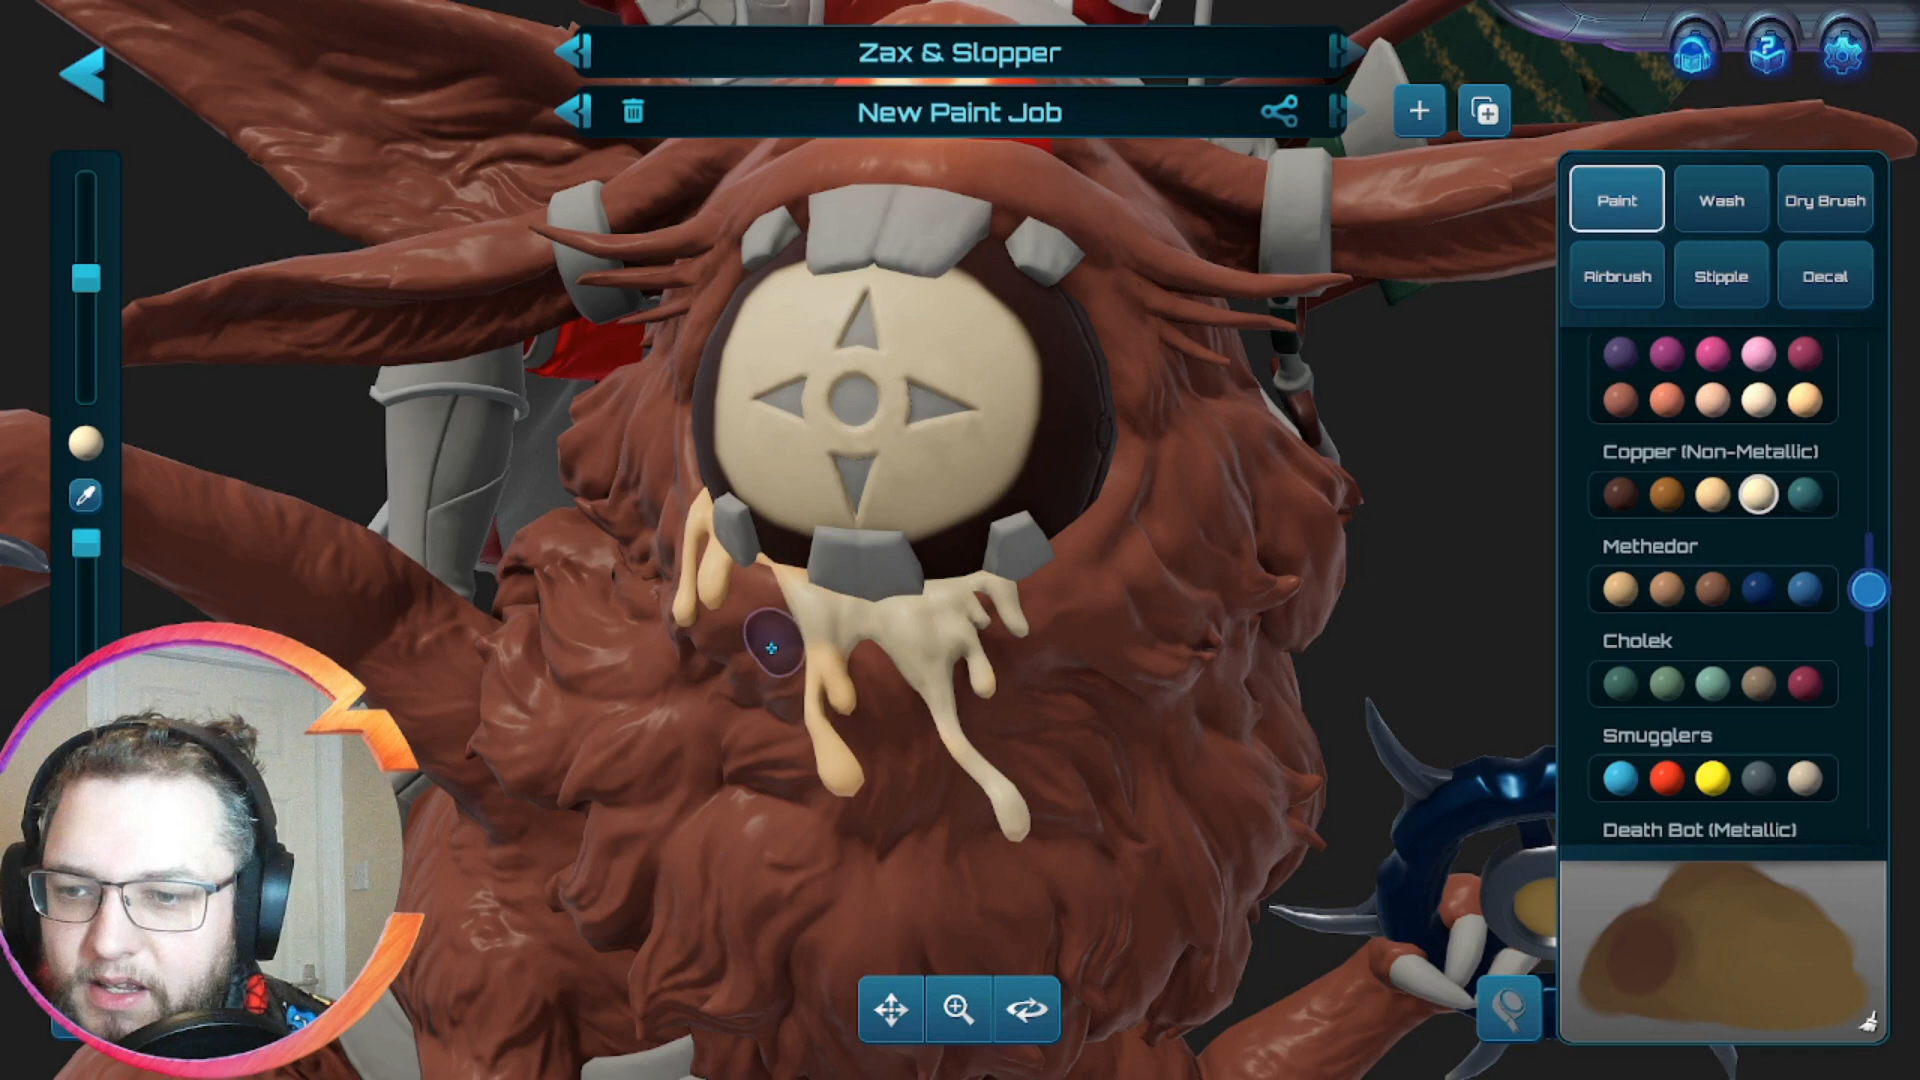 Zax & Slopper
New Paint Job
Paint
Wash
Dry Brush
Airbrush
Stipple
Decal
Copper (Non-Metallic)
Methedor
Cholek
Smugglers
Death Bot (Metallic)